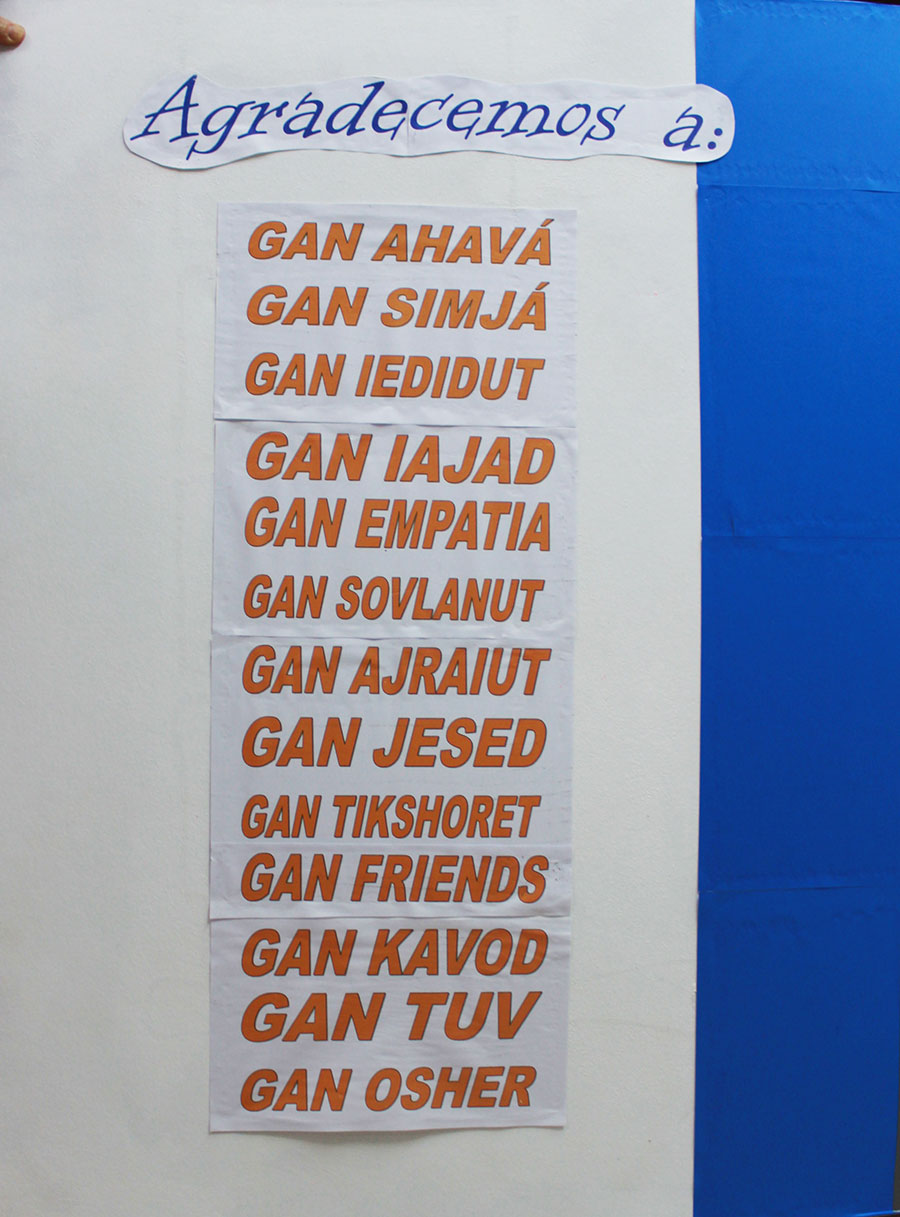 Agradecemos a:
GAN AHAVÁ
GAN SIMJÁ
GAN IEDIDUT
GAN IAJAD
GAN EMPATIA
GAN SOVLANUT
GAN AJRAIUT
GAN JESED
GAN TIKSHORET
GAN FRIENDS
GAN KAVOD
GAN TUV
GAN OSHER